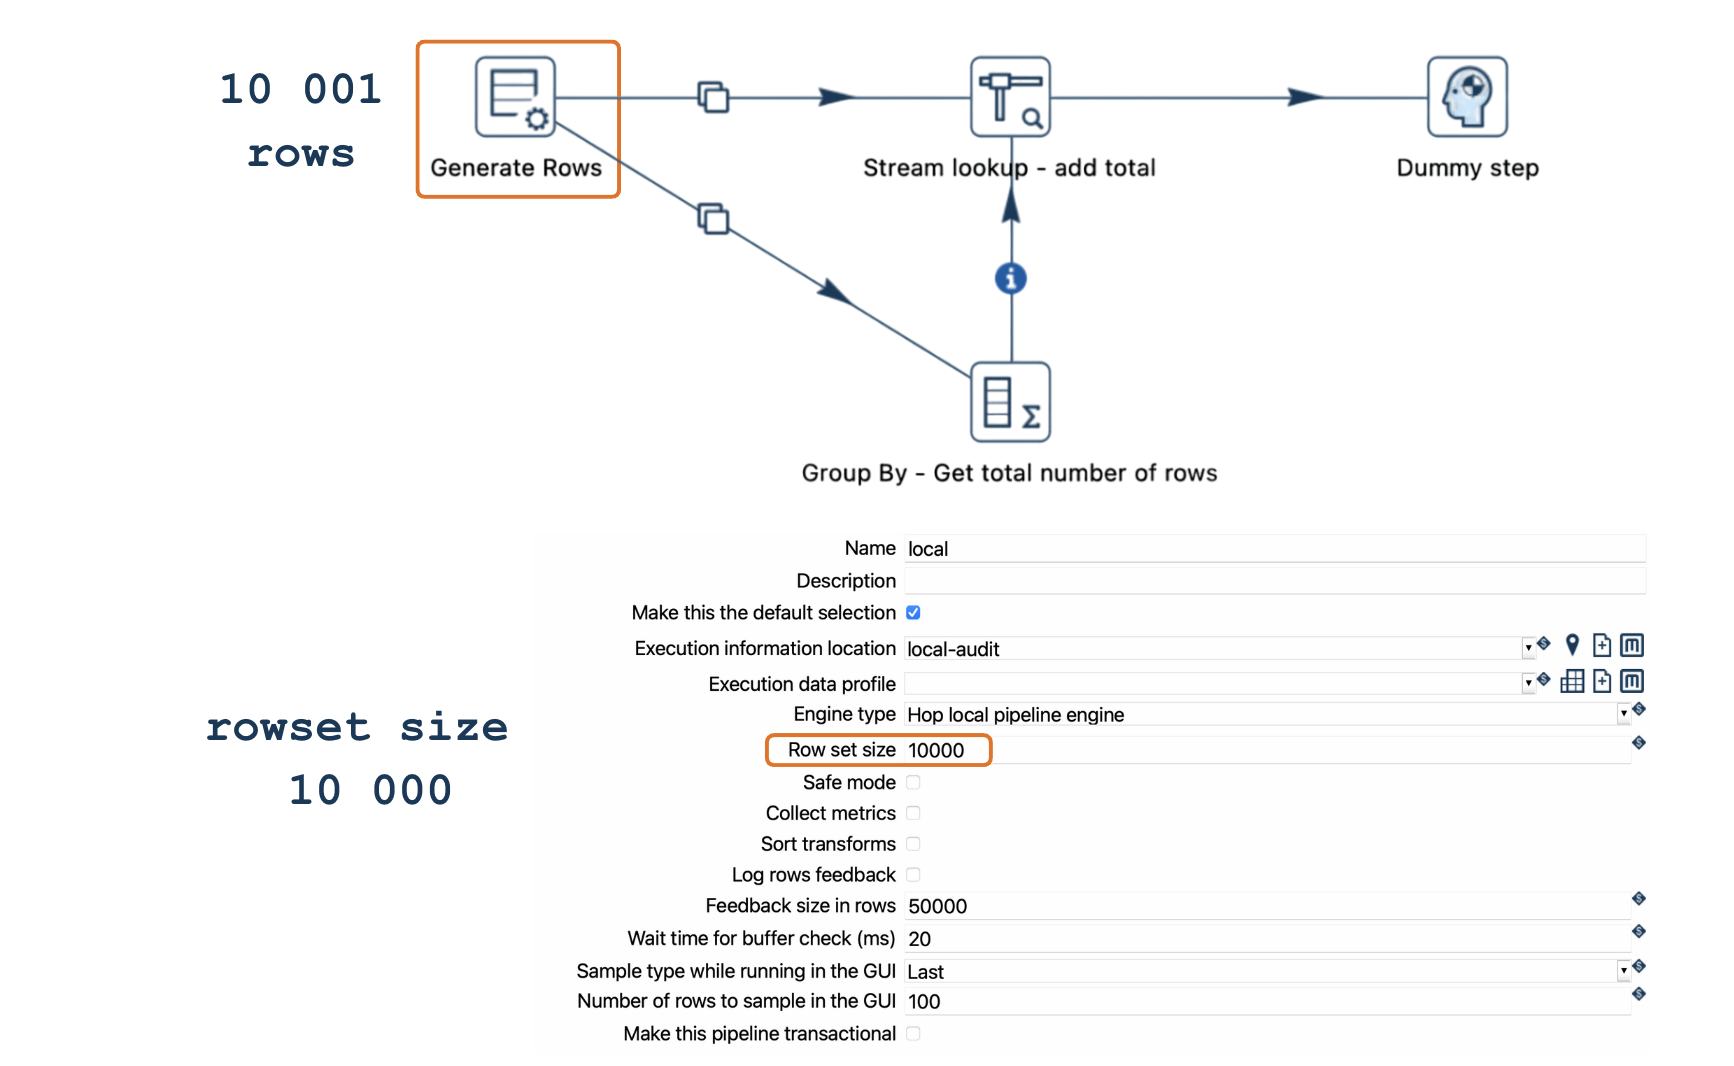 10 001
rows
Generate Rows
Stream lookup - add total
Dummy step
Group By - Get total number of rows
rowset size
10 000
Name local
Description
Make this the default selection
Execution information location local-audit
Execution data profile
Engine type Hop local pipeline engine
Row set size 10000
Safe mode
Collect metrics
Sort transforms
Log rows feedback
Feedback size in rows 50000
Wait time for buffer check (ms) 20
Sample type while running in the GUI Last
Number of rows to sample in the GUI 100
Make this pipeline transactional